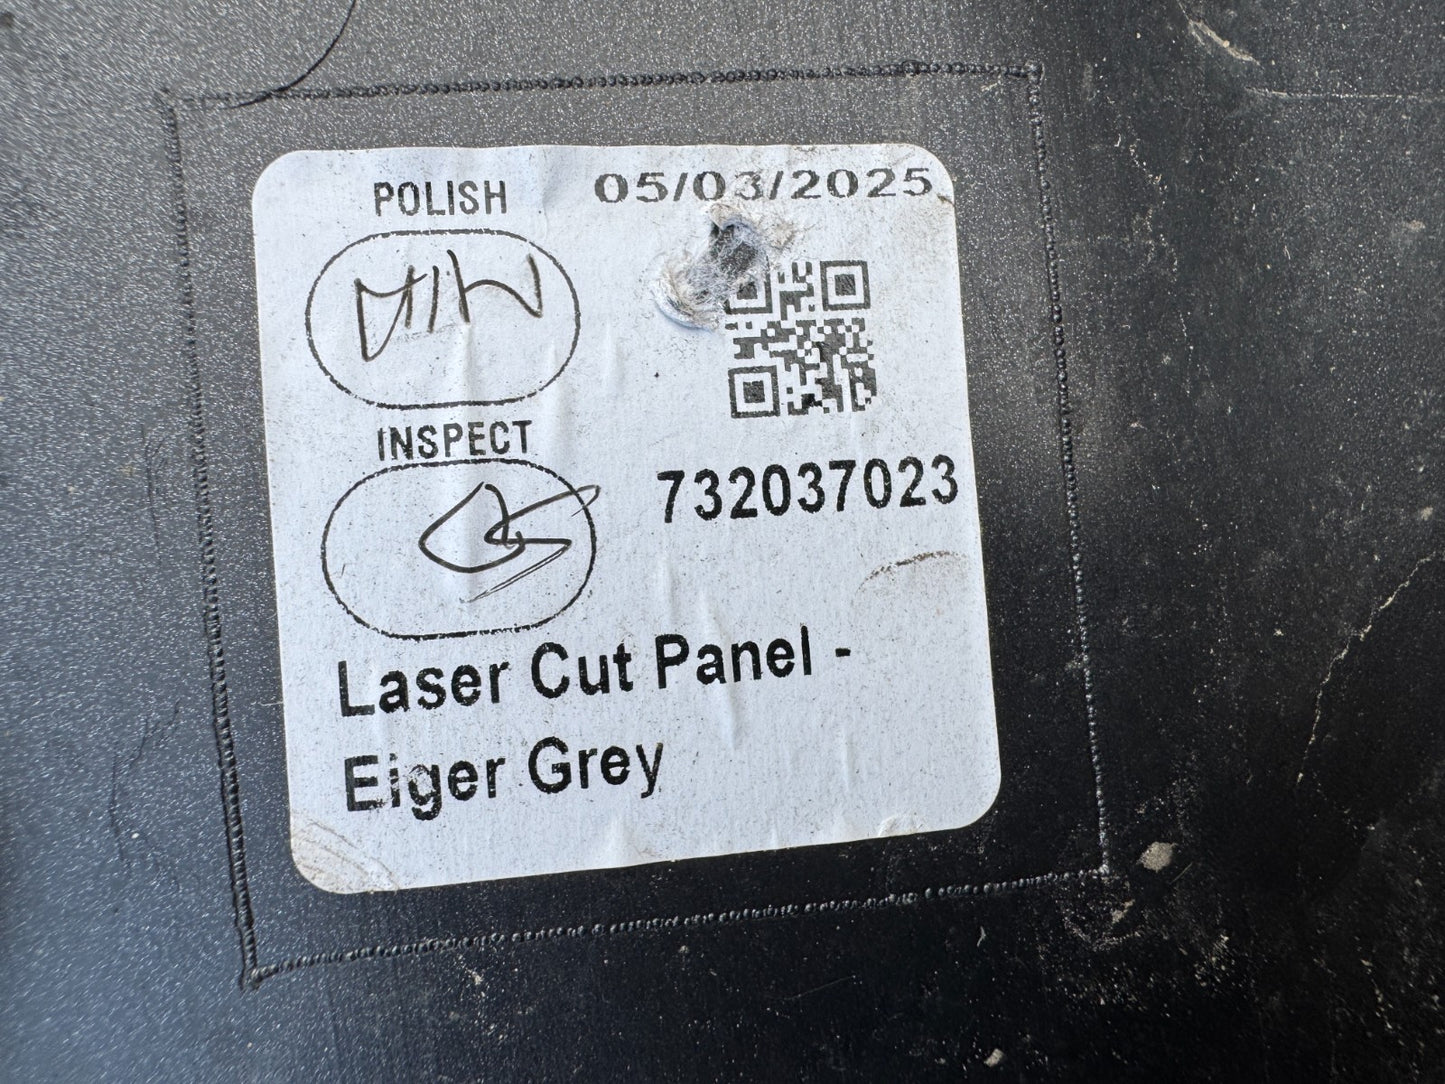 POLISH 05/03/2025
INSPECT
732037023
Laser Cut Panel -
Eiger Grey